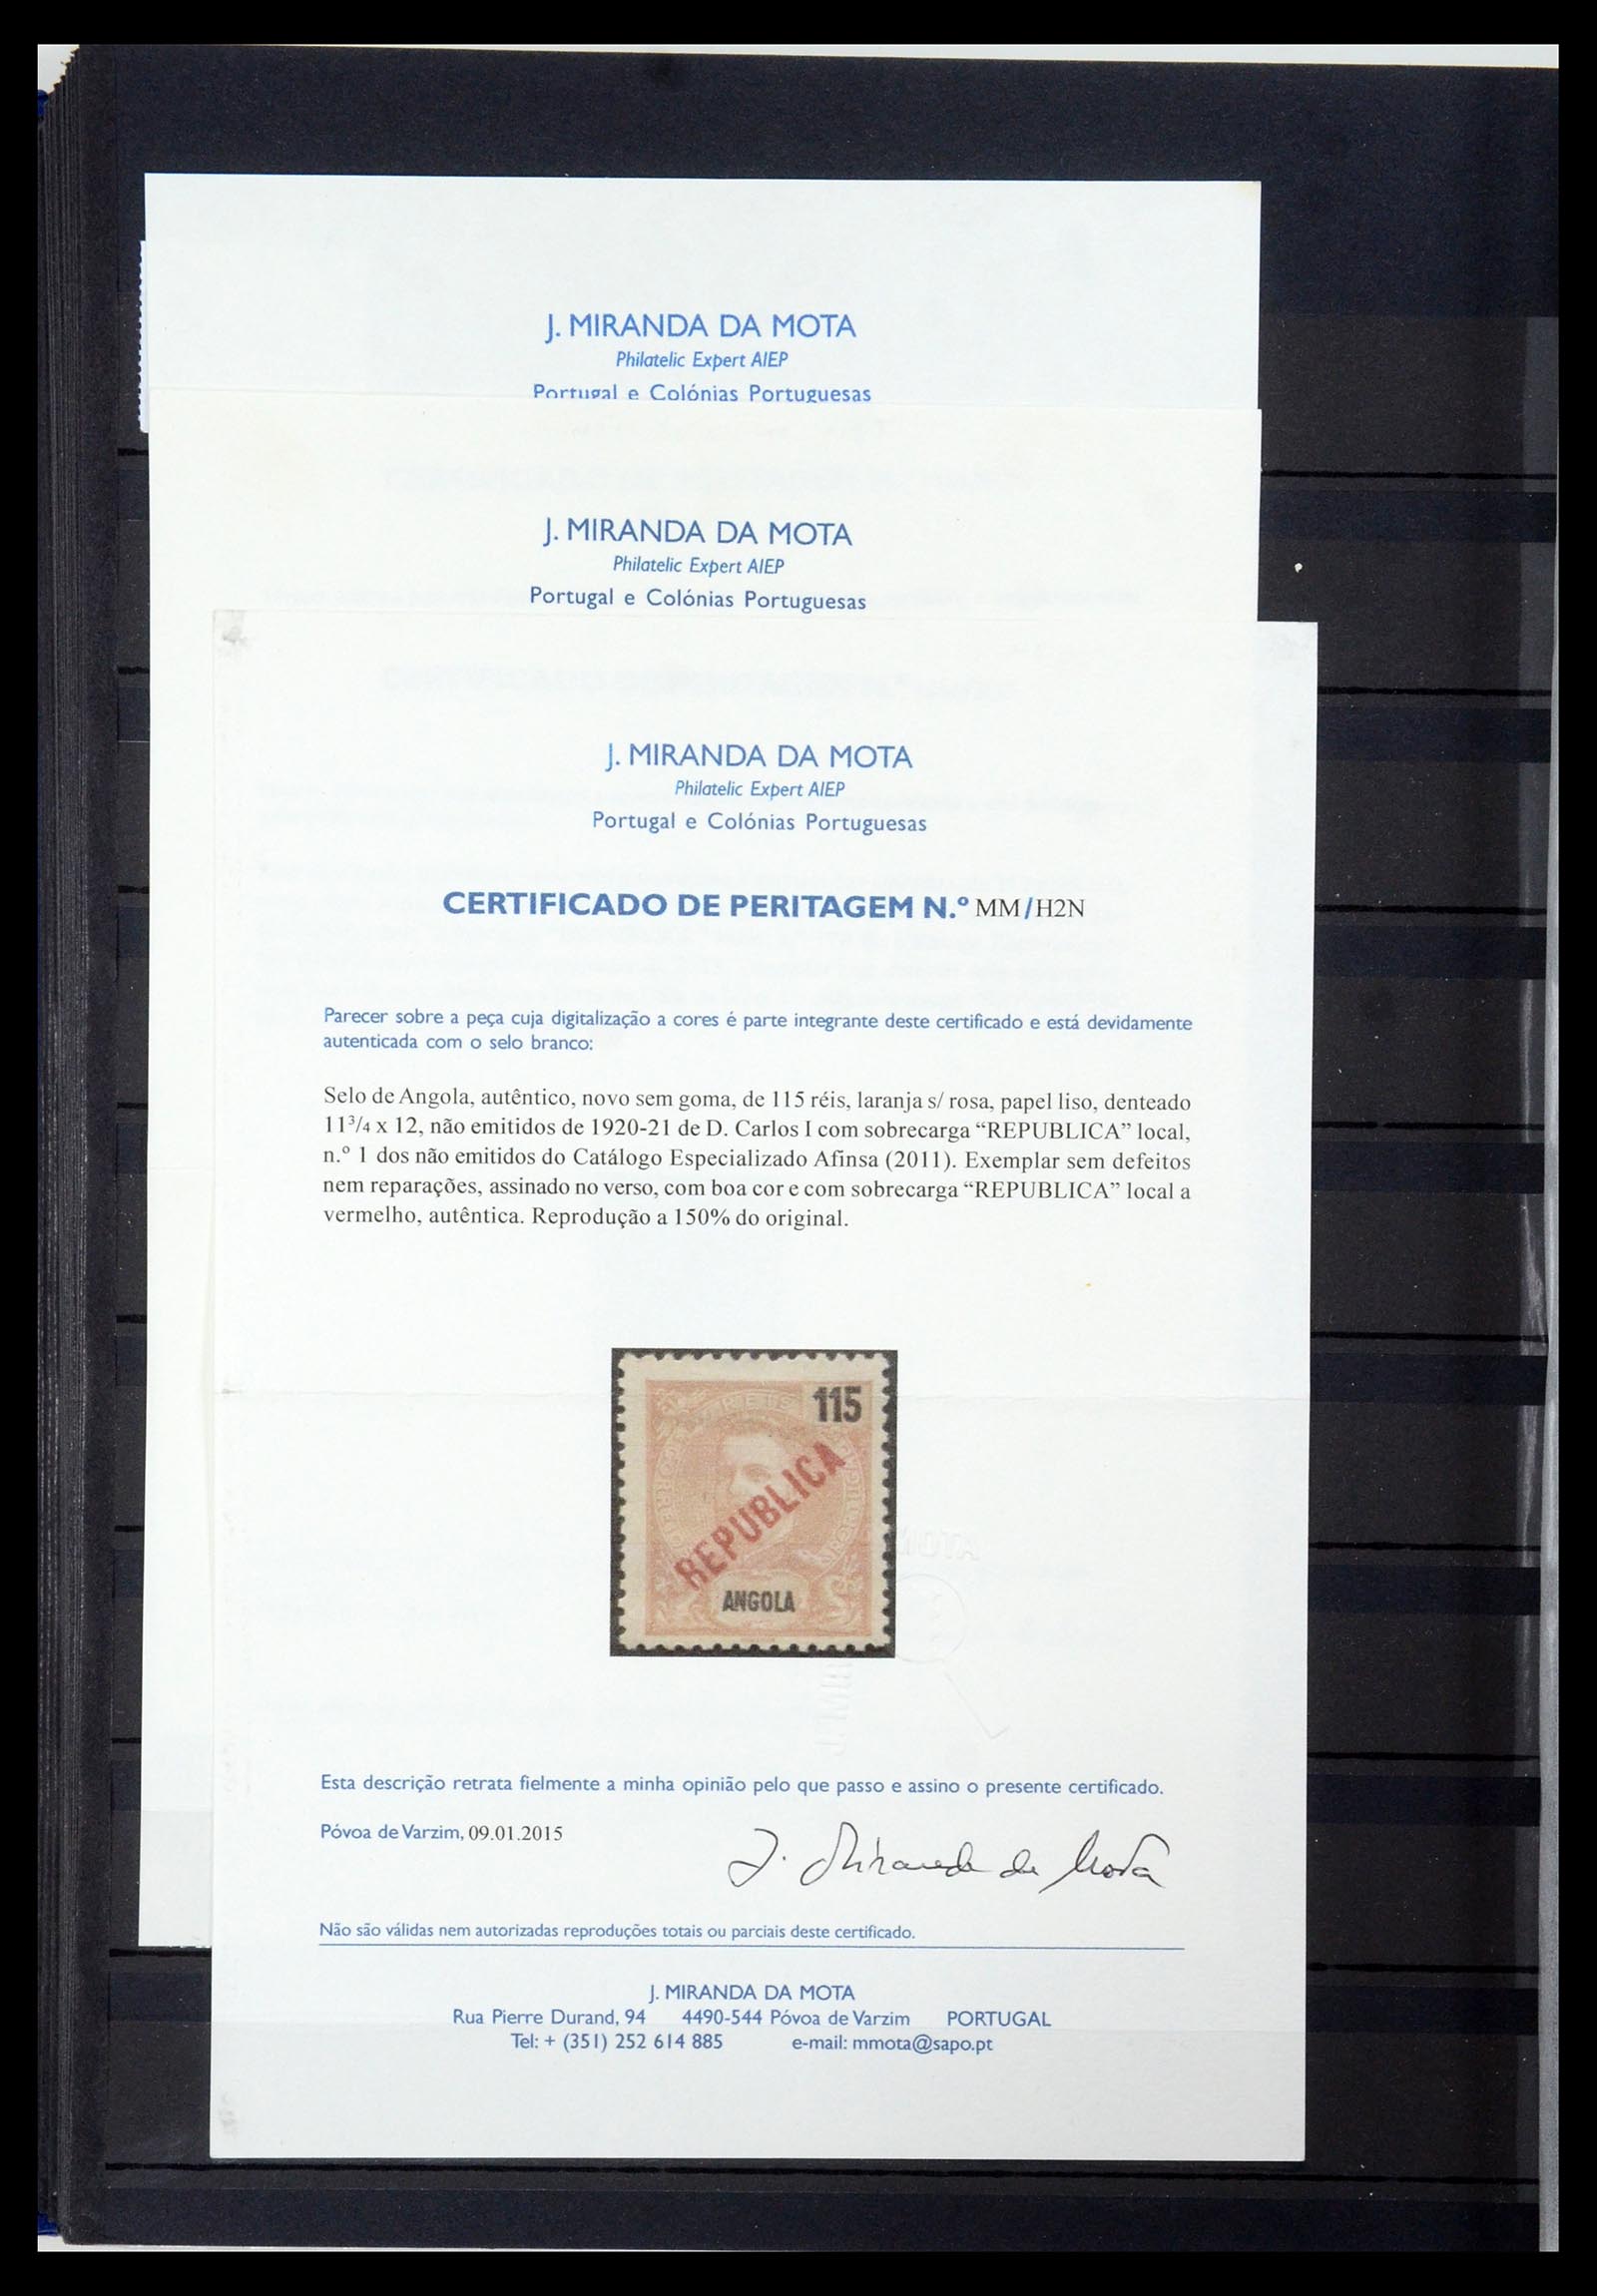 J. MIRANDA DA MOTA
Philatelic Expert AIEP
Portugal e Colónias Portuguesas
J. MIRANDA DA MOTA
Philatelic Expert AIEP
Portugal e Colónias Portuguesas
J. MIRANDA DA MOTA
Philatelic Expert AIEP
Portugal e Colónias Portuguesas
CERTIFICADO DE PERITAGEM N.º MM/H2N
Parecer sobre a peça cuja digitalização a cores é parte integrante deste certificado e está devidamente
autenticada com o selo branco:
Selo de Angola, autêntico, novo sem goma, de 115 réis, laranja s/ rosa, papel liso, denteado
11³/4 x 12, não emitidos de 1920-21 de D. Carlos I com sobrecarga “REPUBLICA” local,
n.º 1 dos não emitidos do Catálogo Especializado Afinsa (2011). Exemplar sem defeitos
nem reparações, assinado no verso, com boa cor e com sobrecarga “REPUBLICA” local a
vermelho, autêntica. Reprodução a 150% do original.
115
REPUBLICA
ANGOLA
Esta descrição retrata fielmente a minha opinião pelo que passo e assino o presente certificado.
Póvoa de Varzim, 09.01.2015
J. Miranda da Mota
Não são válidas nem autorizadas reproduções totais ou parciais deste certificado.
J. MIRANDA DA MOTA
Rua Pierre Durand, 94 4490-544 Póvoa de Varzim PORTUGAL
Tel: + (351) 252 614 885 e-mail: mmota@sapo.pt